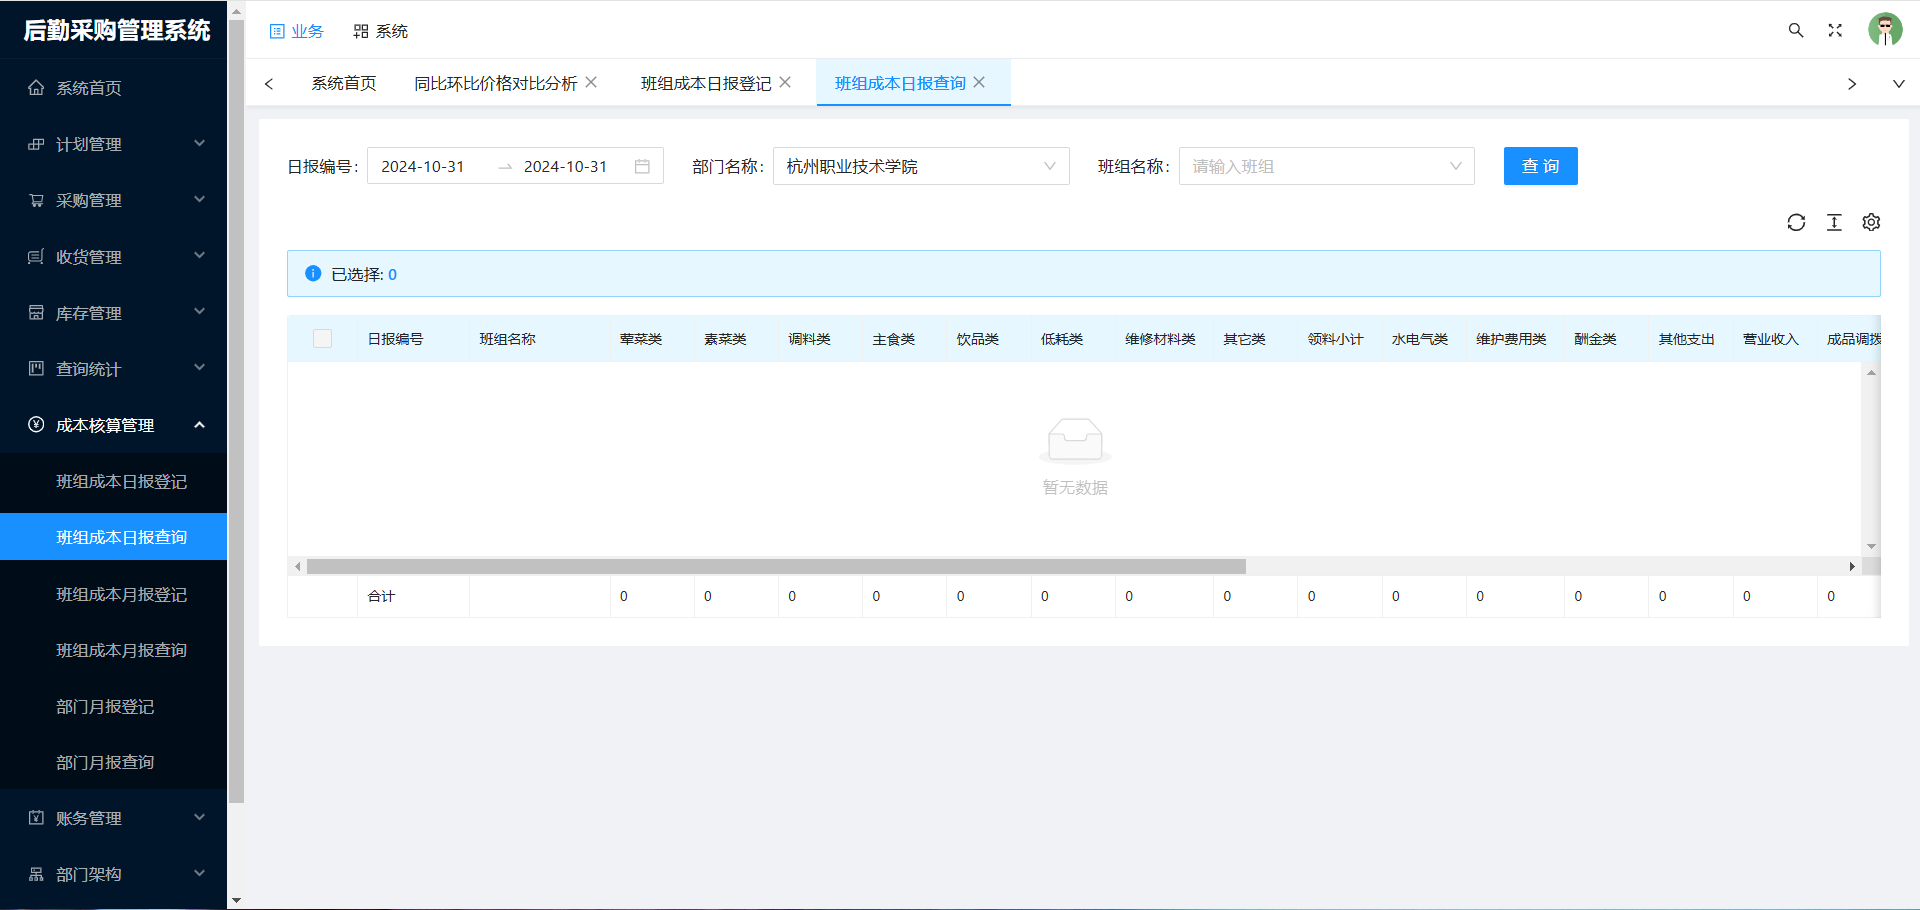 后勤采购管理系统
业务
系统
系统首页
同比环比价格对比分析
班组成本日报登记
班组成本日报查询
系统首页
计划管理
采购管理
收货管理
库存管理
查询统计
成本核算管理
班组成本日报登记
班组成本日报查询
班组成本月报登记
班组成本月报查询
部门月报登记
部门月报查询
账务管理
部门架构
日报编号: 2024-10-31 → 2024-10-31
部门名称: 杭州职业技术学院
班组名称: 请输入班组
查 询
已选择: 0
日报编号 班组名称 荤菜类 素菜类 调料类 主食类 饮品类 低耗类 维修材料类 其它类 领料小计 水电气类 维护费用类 酬金类 其他支出 营业收入 成品调拨
暂无数据
合计 0 0 0 0 0 0 0 0 0 0 0 0 0 0 0